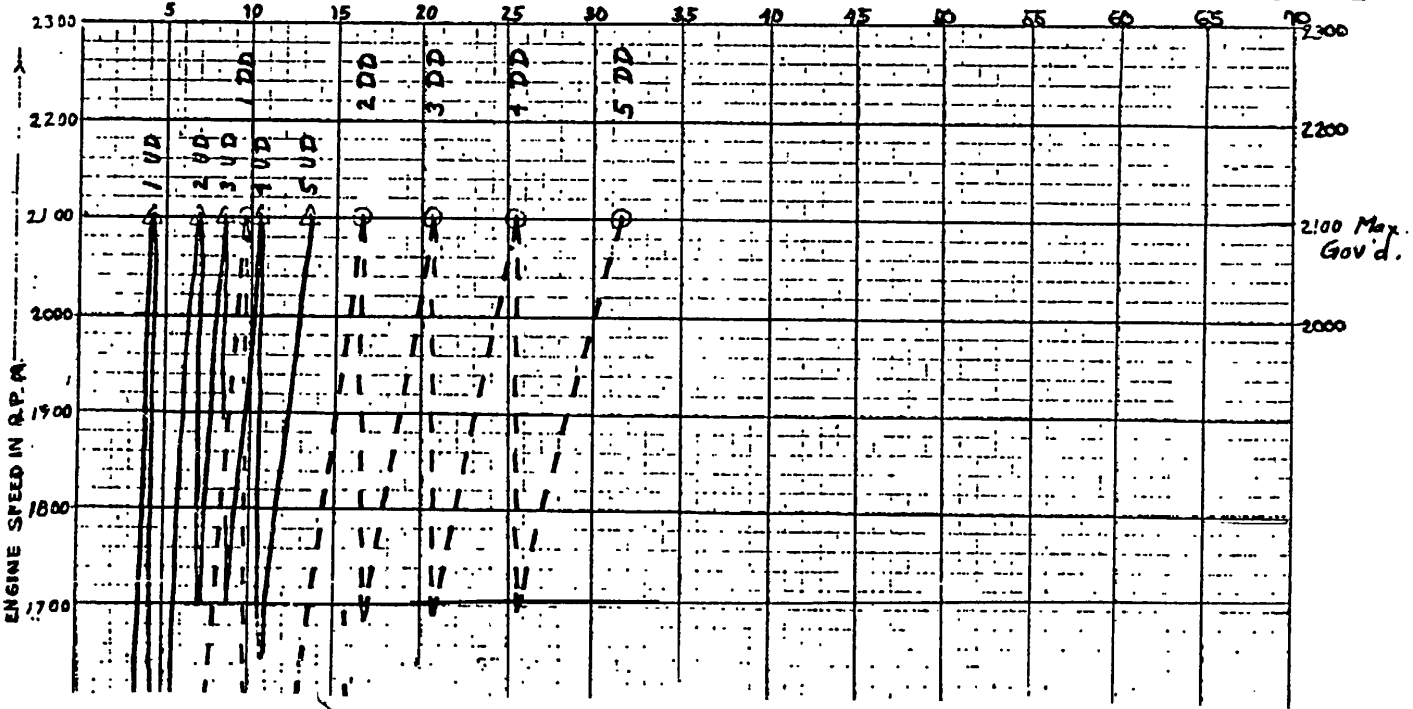 5 10 15 20 25 30 35 40 45 50 55 60 65 70
2300 2300
1 DD 2 DD 3 DD 4 DD 5 DD
2200 2200
1 UD 2 UD 3 UD 4 UD 5 UD
2100 2100 Max.
Gov'd.
2000 2000
1900
1800
1700
ENGINE SPEED IN R.P.M.